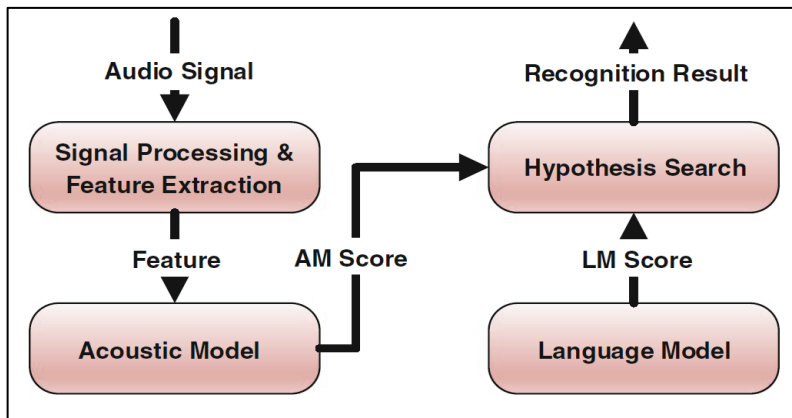 Audio Signal
Recognition Result
Signal Processing &
Feature Extraction
Hypothesis Search
Feature
AM Score
LM Score
Acoustic Model
Language Model